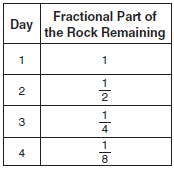 Day
Fractional Part of
the Rock Remaining
1 1
2 1/2
3 1/4
4 1/8